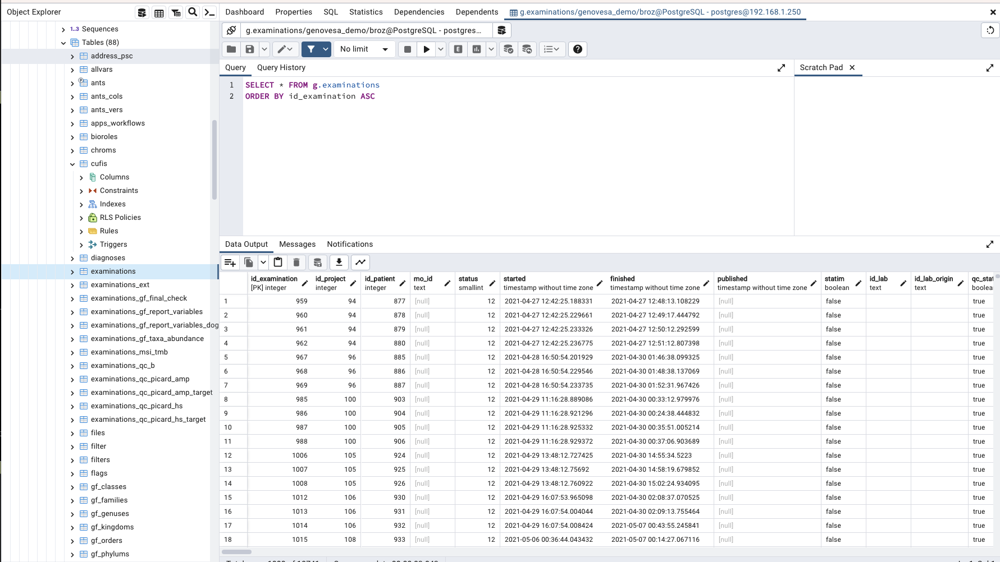 Object Explorer
Dashboard Properties SQL Statistics Dependencies Dependents g.examinations/genovesa_demo/broz@PostgreSQL - postgres@192.168.1.250
1..3 Sequences
Tables (88)
address_psc
allvars
ants
ants_cols
ants_vers
apps_workflows
bioroles
chroms
cufis
Columns
Constraints
Indexes
RLS Policies
Rules
Triggers
diagnoses
examinations
examinations_ext
examinations_gf_final_check
examinations_gf_report_variables
examinations_gf_report_variables_dog
examinations_gf_taxa_abundance
examinations_msi_tmb
examinations_qc_b
examinations_qc_picard_amp
examinations_qc_picard_amp_target
examinations_qc_picard_hs
examinations_qc_picard_hs_target
files
filter
filters
flags
gf_classes
gf_families
gf_genuses
gf_kingdoms
gf_orders
gf_phylums
g.examinations/genovesa_demo/broz@PostgreSQL - postgres...
No limit
E
Query Query History
Scratch Pad
1 SELECT * FROM g.examinations
2 ORDER BY id_examination ASC
Data Output Messages Notifications
id_examination id_project id_patient mo_id status started finished published statim id_lab id_lab_origin qc_stat
[PK] integer integer integer text smallint timestamp without time zone timestamp without time zone timestamp without time zone boolean text text boolea
1 959 94 877 [null] 12 2021-04-27 12:42:25.188331 2021-04-27 12:48:13.108229 [null] false true
2 960 94 878 [null] 12 2021-04-27 12:42:25.229661 2021-04-27 12:49:17.444792 [null] false true
3 961 94 879 [null] 12 2021-04-27 12:42:25.233326 2021-04-27 12:50:12.292599 [null] false true
4 962 94 880 [null] 12 2021-04-27 12:42:25.236775 2021-04-27 12:51:12.807398 [null] false true
5 967 96 885 [null] 12 2021-04-28 16:50:54.201929 2021-04-30 01:46:38.099325 [null] false true
6 968 96 886 [null] 12 2021-04-28 16:50:54.229546 2021-04-30 01:48:38.137069 [null] false true
7 969 96 887 [null] 12 2021-04-28 16:50:54.233735 2021-04-30 01:52:31.967426 [null] false true
8 985 100 903 [null] 12 2021-04-29 11:16:28.889086 2021-04-30 00:33:12.979976 [null] false true
9 986 100 904 [null] 12 2021-04-29 11:16:28.921296 2021-04-30 00:24:38.444832 [null] false true
10 987 100 905 [null] 12 2021-04-29 11:16:28.925332 2021-04-30 00:35:51.005214 [null] false true
11 988 100 906 [null] 12 2021-04-29 11:16:28.929372 2021-04-30 00:37:06.903689 [null] false true
12 1006 105 924 [null] 12 2021-04-29 13:48:12.727425 2021-04-30 14:55:34.5223 [null] false true
13 1007 105 925 [null] 12 2021-04-29 13:48:12.75692 2021-04-30 14:58:19.679852 [null] false true
14 1008 105 926 [null] 12 2021-04-29 13:48:12.760922 2021-04-30 15:02:24.934095 [null] false true
15 1012 106 930 [null] 12 2021-04-29 16:07:53.965098 2021-04-30 02:08:37.070525 [null] false true
16 1013 106 931 [null] 12 2021-04-29 16:07:54.004044 2021-04-30 02:09:13.755464 [null] false true
17 1014 106 932 [null] 12 2021-04-29 16:07:54.008424 2021-05-07 00:43:55.245841 [null] false true
18 1015 108 933 [null] 12 2021-05-06 00:36:44.043432 2021-05-07 00:14:27.067116 [null] false true